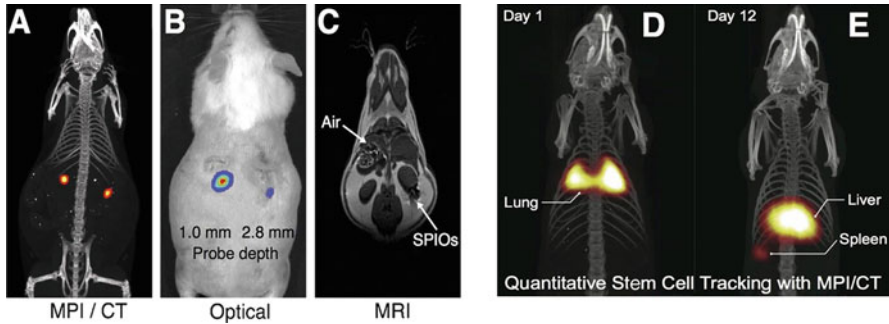 A
B
C
Air
1.0 mm 2.8 mm
Probe depth
SPIOs
MPI / CT
Optical
MRI
Day 1
D
Day 12
E
Lung
Liver
Spleen
Quantitative Stem Cell Tracking with MPI/CT